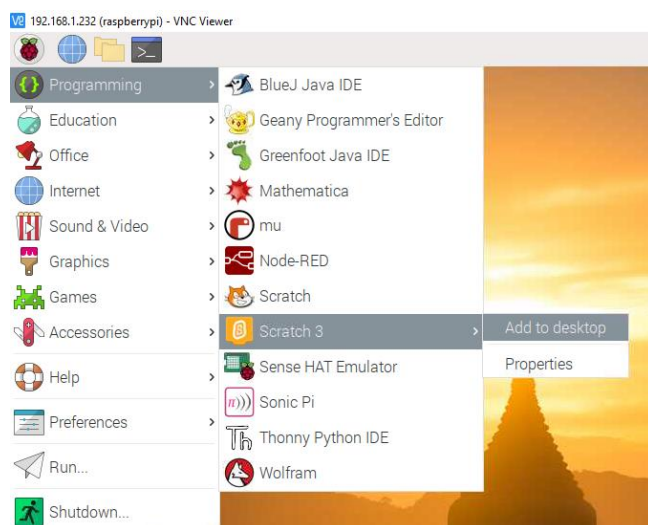 192.168.1.232 (raspberrypi) - VNC Viewer
Programming
Education
Office
Internet
Sound & Video
Graphics
Games
Accessories
Help
Preferences
Run...
Shutdown...
BlueJ Java IDE
Geany Programmer's Editor
Greenfoot Java IDE
Mathematica
mu
Node-RED
Scratch
Scratch 3
Sense HAT Emulator
Sonic Pi
Thonny Python IDE
Wolfram
Add to desktop
Properties